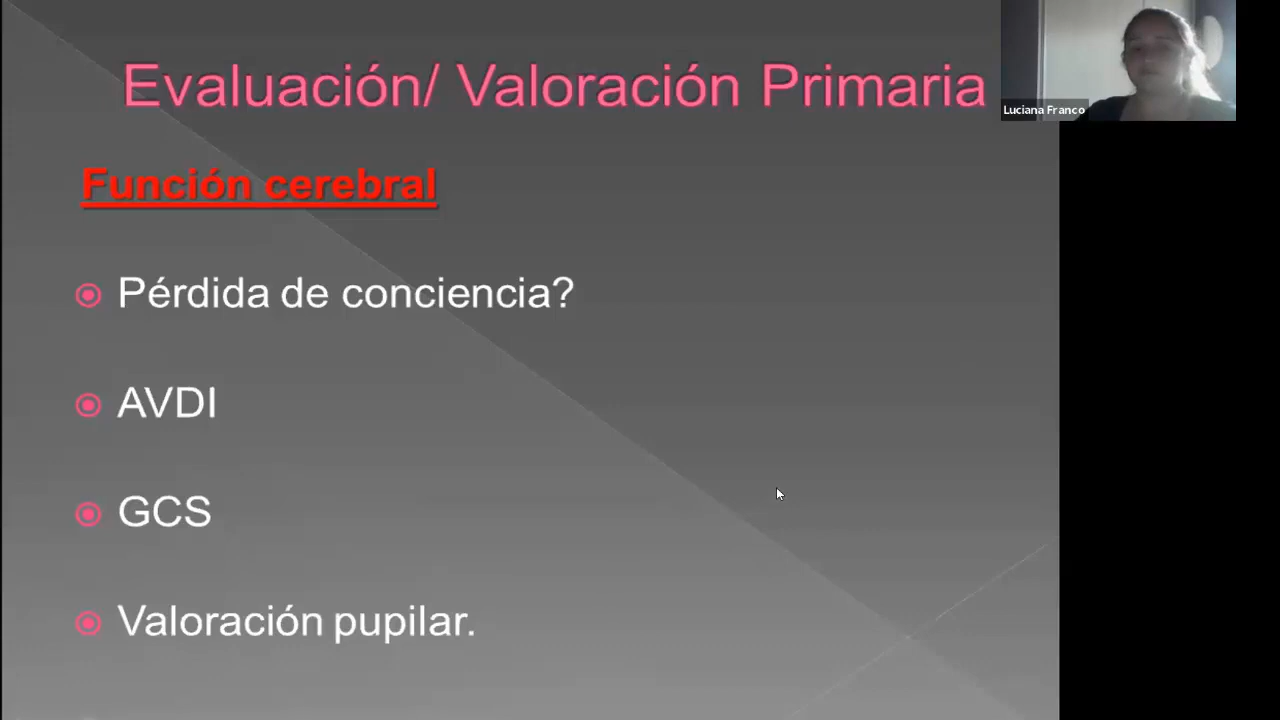 Evaluación/ Valoración Primaria
Luciana Franco
Función cerebral
Pérdida de conciencia?
AVDI
GCS
Valoración pupilar.